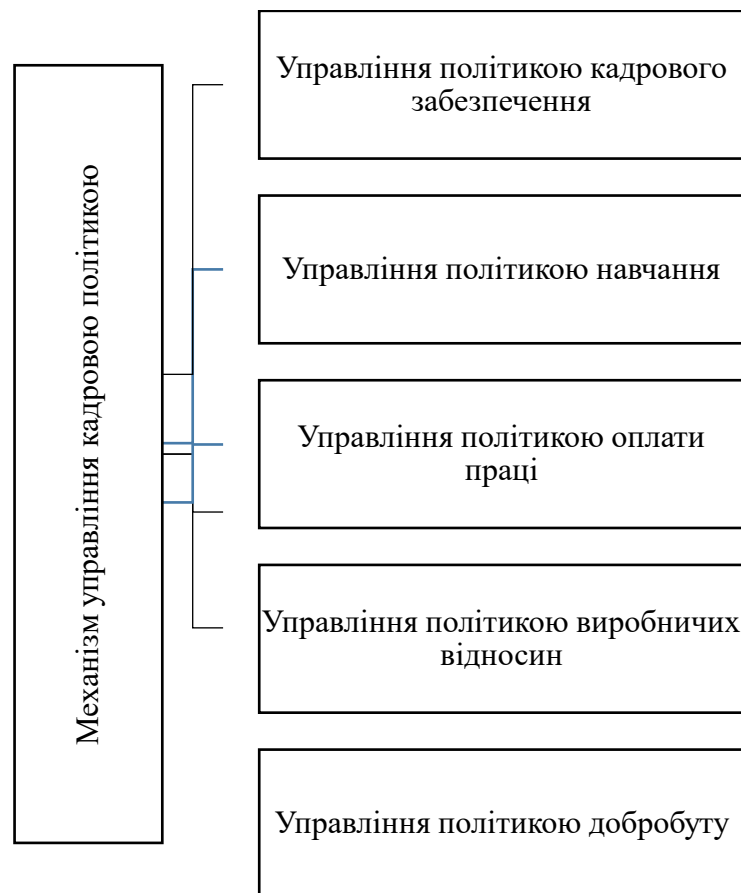 Механізм управління кадровою політикою
Управління політикою кадрового
забезпечення
Управління політикою навчання
Управління політикою оплати
праці
Управління політикою виробничих
відносин
Управління політикою добробуту